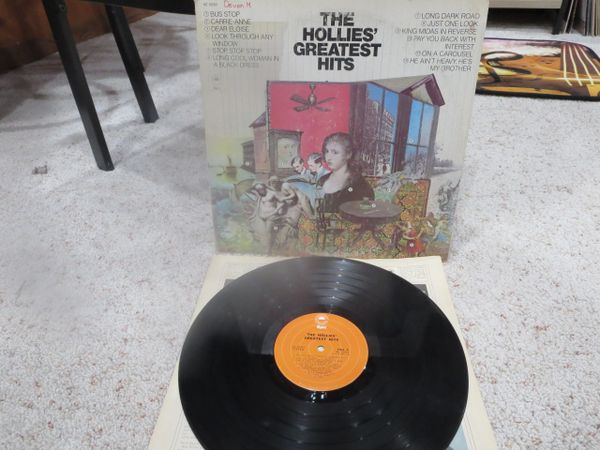 Devon M.
THE
HOLLIES'
GREATEST
HITS
BUS STOP
CARRIE-ANNE
DEAR ELOISE
LOOK THROUGH ANY
WINDOW
STOP STOP STOP
LONG COOL WOMAN IN
A BLACK DRESS
LONG DARK ROAD
JUST ONE LOOK
KING MIDAS IN REVERSE
PAY YOU BACK WITH
INTEREST
ON A CAROUSEL
HE AIN'T HEAVY, HE'S
MY BROTHER
THE HOLLIES'
GREATEST HITS